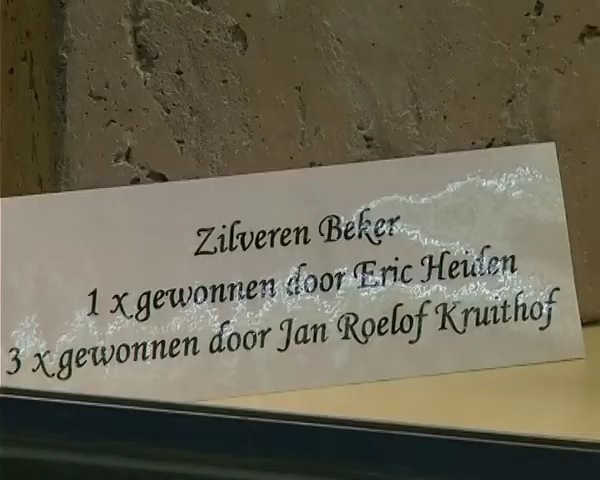 Zilveren Beker
1 x gewonnen door Eric Heiden
3 x gewonnen door Jan Roelof Kruithof